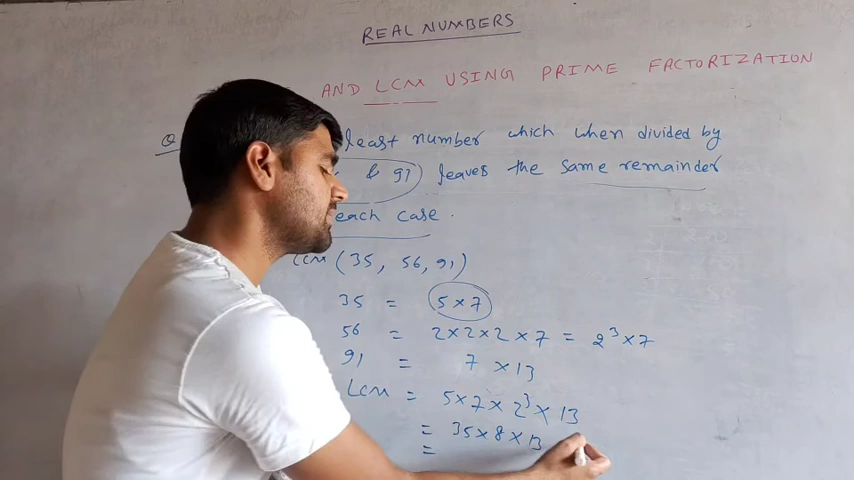 REAL NUMBERS
AND LCM USING PRIME FACTORIZATION
Q least number which when divided by
& 91 leaves the same remainder
each case.
LCM (35, 56, 91)
35 = 5×7
56 = 2×2×2×7 = 2³×7
91 = 7×13
LCM = 5×7×2³×13
= 35×8×13
=